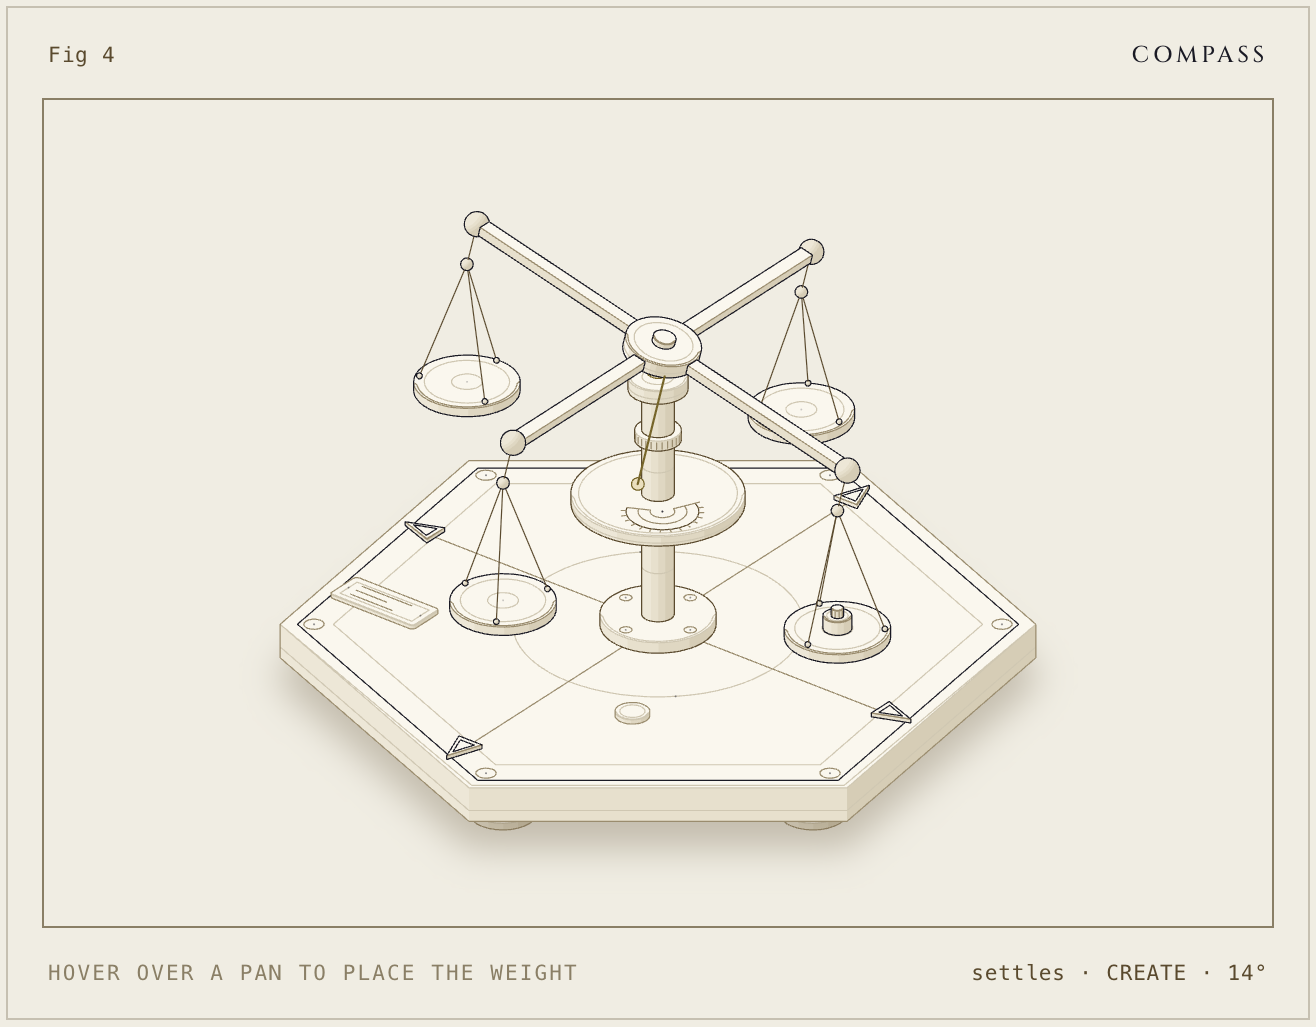 Fig 4
COMPASS
HOVER OVER A PAN TO PLACE THE WEIGHT
settles · CREATE · 14°